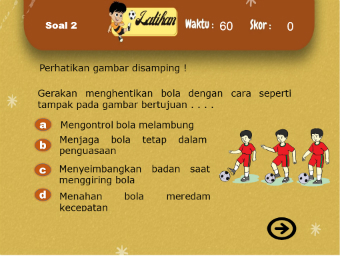 Soal 2
Latihan
Waktu : 60
Skor : 0
Perhatikan gambar disamping !
Gerakan menghentikan bola dengan cara seperti
tampak pada gambar bertujuan . . . .
a Mengontrol bola melambung
b Menjaga bola tetap dalam
penguasaan
c Menyeimbangkan badan saat
menggiring bola
d Menahan bola meredam
kecepatan